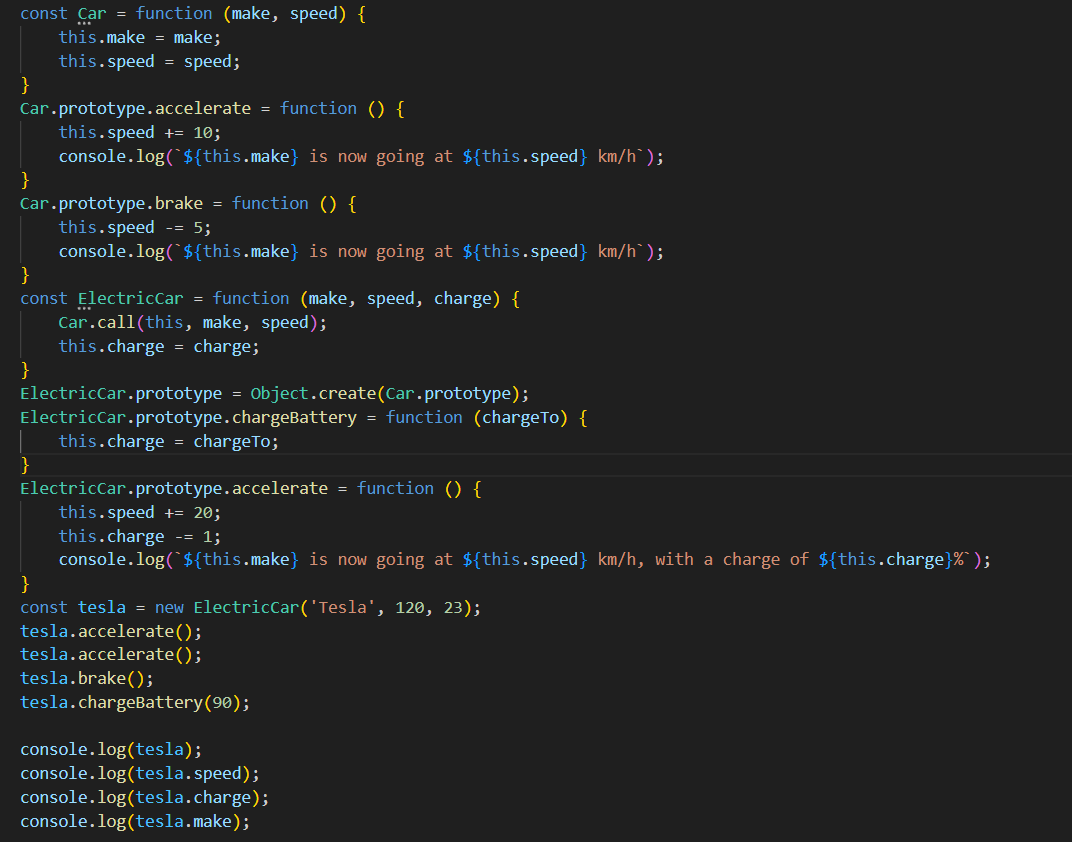 const Car = function (make, speed) {
    this.make = make;
    this.speed = speed;
}
Car.prototype.accelerate = function () {
    this.speed += 10;
    console.log(`${this.make} is now going at ${this.speed} km/h`);
}
Car.prototype.brake = function () {
    this.speed -= 5;
    console.log(`${this.make} is now going at ${this.speed} km/h`);
}
const ElectricCar = function (make, speed, charge) {
    Car.call(this, make, speed);
    this.charge = charge;
}
ElectricCar.prototype = Object.create(Car.prototype);
ElectricCar.prototype.chargeBattery = function (chargeTo) {
    this.charge = chargeTo;
}
ElectricCar.prototype.accelerate = function () {
    this.speed += 20;
    this.charge -= 1;
    console.log(`${this.make} is now going at ${this.speed} km/h, with a charge of ${this.charge}%`);
}
const tesla = new ElectricCar('Tesla', 120, 23);
tesla.accelerate();
tesla.accelerate();
tesla.brake();
tesla.chargeBattery(90);

console.log(tesla);
console.log(tesla.speed);
console.log(tesla.charge);
console.log(tesla.make);